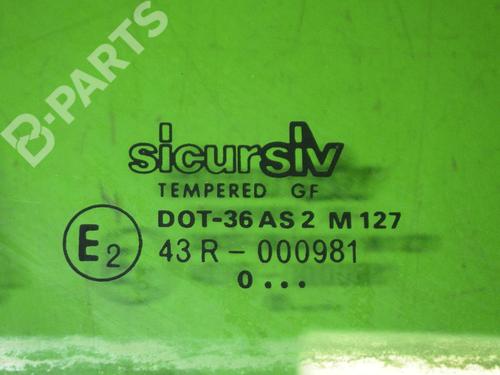 B-PARTS
sicursiv
TEMPERED GF
DOT-36 AS 2 M 127
E2
43 R - 000981
0 ...